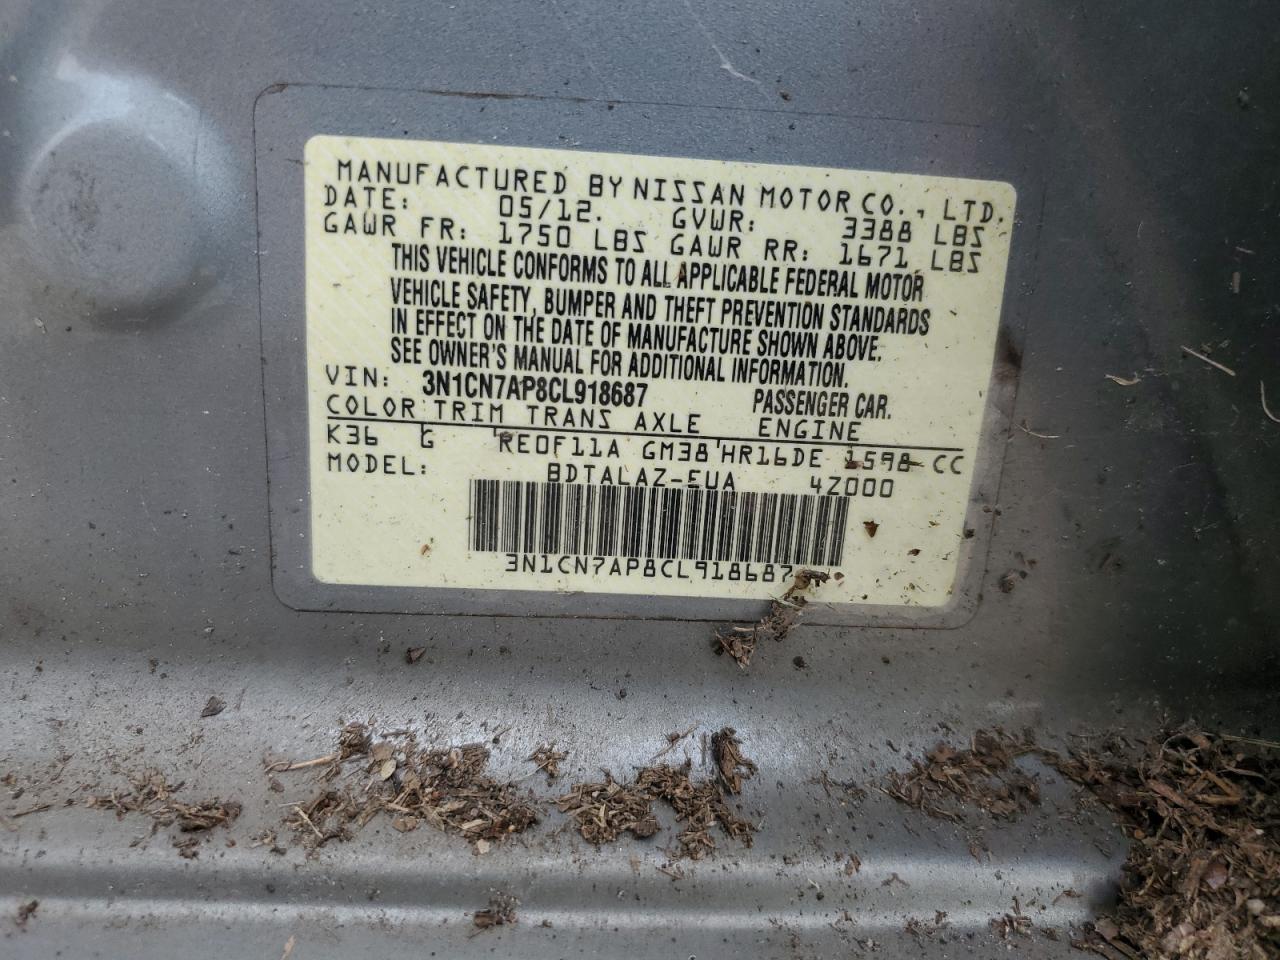 MANUFACTURED BY NISSAN MOTOR CO., LTD.
DATE: 05/12. GVWR: 3388 LBS
GAWR FR: 1750 LBS GAWR RR: 1671 LBS
THIS VEHICLE CONFORMS TO ALL APPLICABLE FEDERAL MOTOR
VEHICLE SAFETY, BUMPER AND THEFT PREVENTION STANDARDS
IN EFFECT ON THE DATE OF MANUFACTURE SHOWN ABOVE.
SEE OWNER'S MANUAL FOR ADDITIONAL INFORMATION.
VIN: 3N1CN7AP8CL918687 PASSENGER CAR.
COLOR TRIM TRANS AXLE ENGINE
K36 G RE0F11A GM38 HR16DE 1598 CC
MODEL: BDTALAZ-EUA 4Z000
3N1CN7AP8CL918687